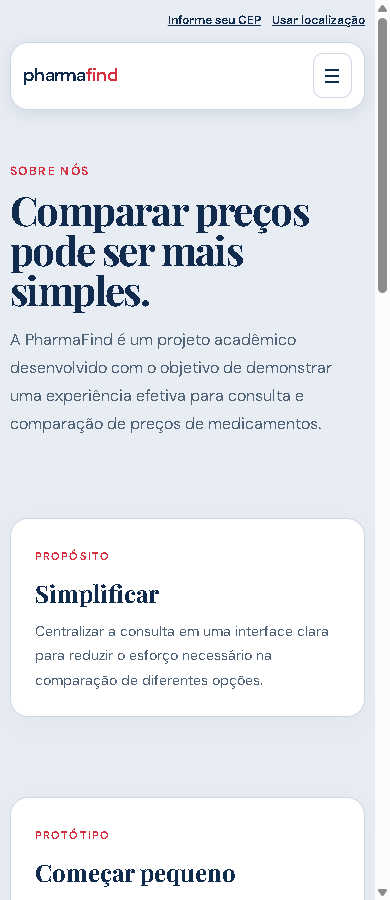 Informe seu CEP Usar localização
pharmafind
SOBRE NÓS
Comparar preços
pode ser mais
simples.
A PharmaFind é um projeto acadêmico
desenvolvido com o objetivo de demonstrar
uma experiência efetiva para consulta e
comparação de preços de medicamentos.
PROPÓSITO
Simplificar
Centralizar a consulta em uma interface clara
para reduzir o esforço necessário na
comparação de diferentes opções.
PROTÓTIPO
Começar pequeno